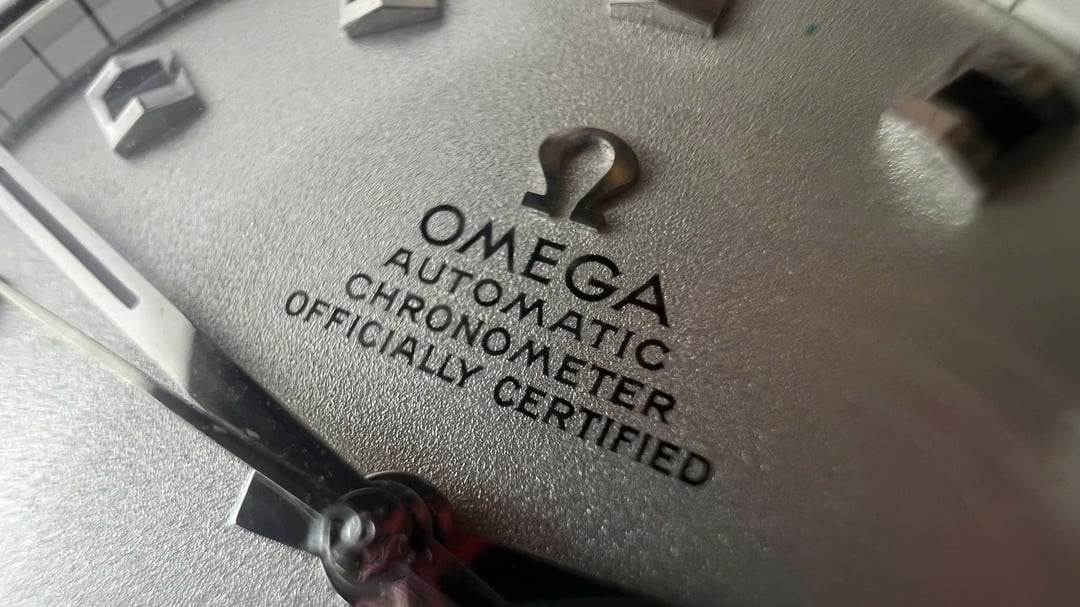 OMEGA
AUTOMATIC
CHRONOMETER
OFFICIALLY CERTIFIED